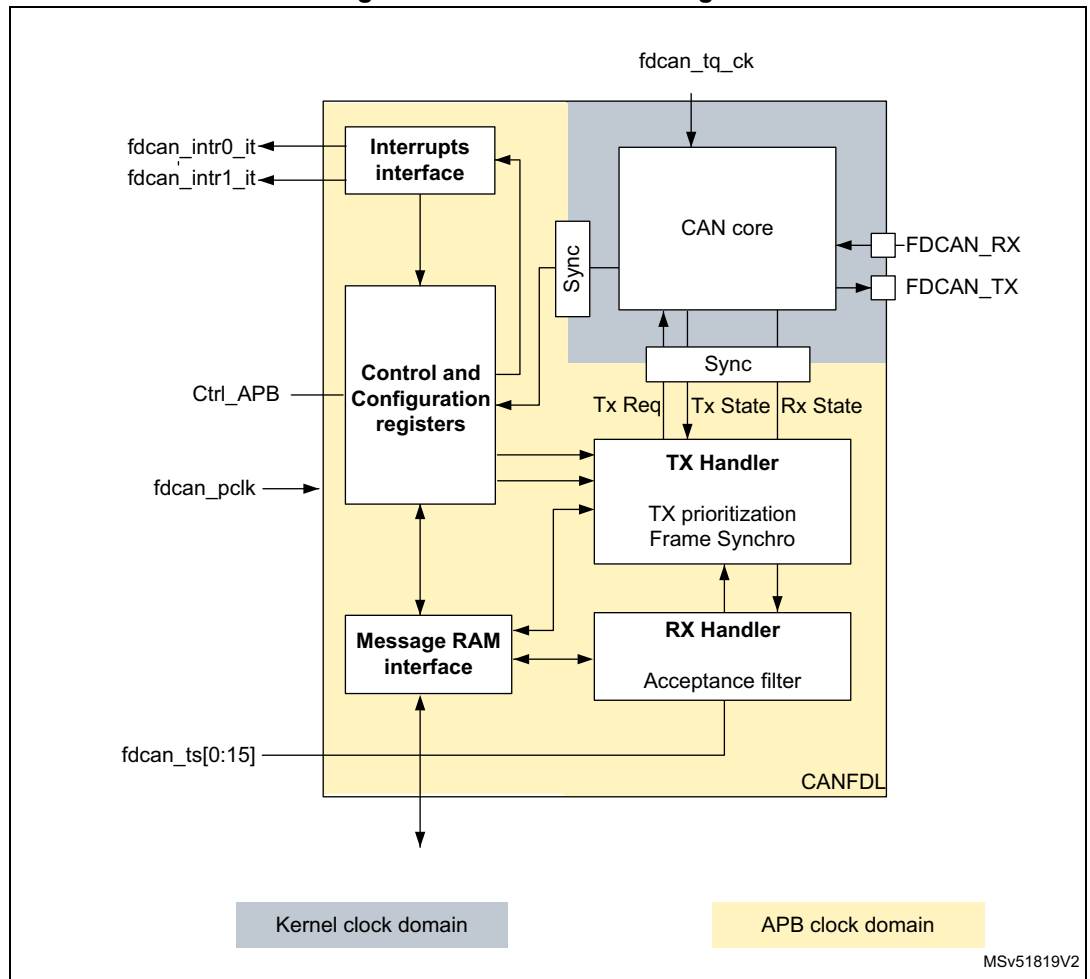 fdcan_tq_ck
fdcan_intr0_it
fdcan_intr1_it
Interrupts
interface
CAN core
Sync
FDCAN_RX
FDCAN_TX
Sync
Ctrl_APB
Control and
Configuration
registers
Tx Req
Tx State
Rx State
fdcan_pclk
TX Handler
TX prioritization
Frame Synchro
Message RAM
interface
RX Handler
Acceptance filter
fdcan_ts[0:15]
CANFDL
Kernel clock domain
APB clock domain
MSv51819V2